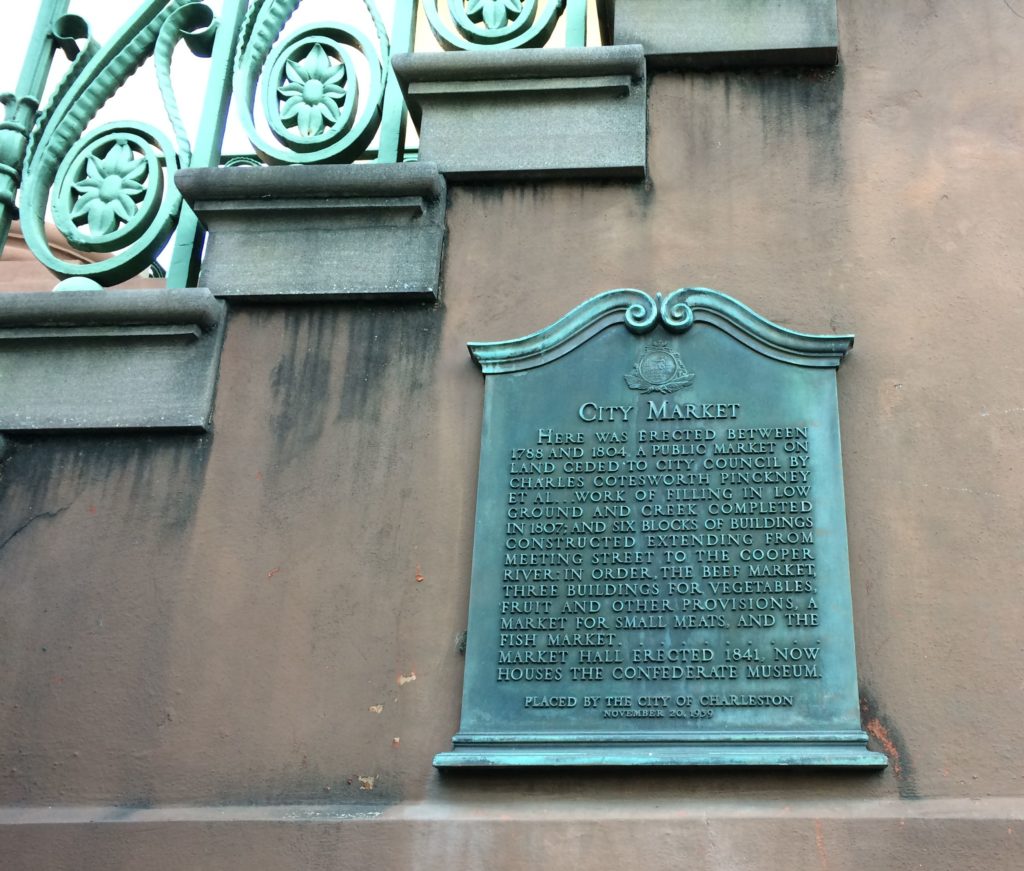 CITY MARKET
HERE WAS ERECTED BETWEEN
1788 AND 1804, A PUBLIC MARKET ON
LAND CEDED TO CITY COUNCIL BY
CHARLES COTESWORTH PINCKNEY
ET AL... WORK OF FILLING IN LOW
GROUND AND CREEK COMPLETED
IN 1807; AND SIX BLOCKS OF BUILDINGS
CONSTRUCTED EXTENDING FROM
MEETING STREET TO THE COOPER
RIVER: IN ORDER, THE BEEF MARKET,
THREE BUILDINGS FOR VEGETABLES,
FRUIT AND OTHER PROVISIONS, A
MARKET FOR SMALL MEATS, AND THE
FISH MARKET. . . . . . . . .
MARKET HALL ERECTED 1841, NOW
HOUSES THE CONFEDERATE MUSEUM.
PLACED BY THE CITY OF CHARLESTON
NOVEMBER 20, 1939